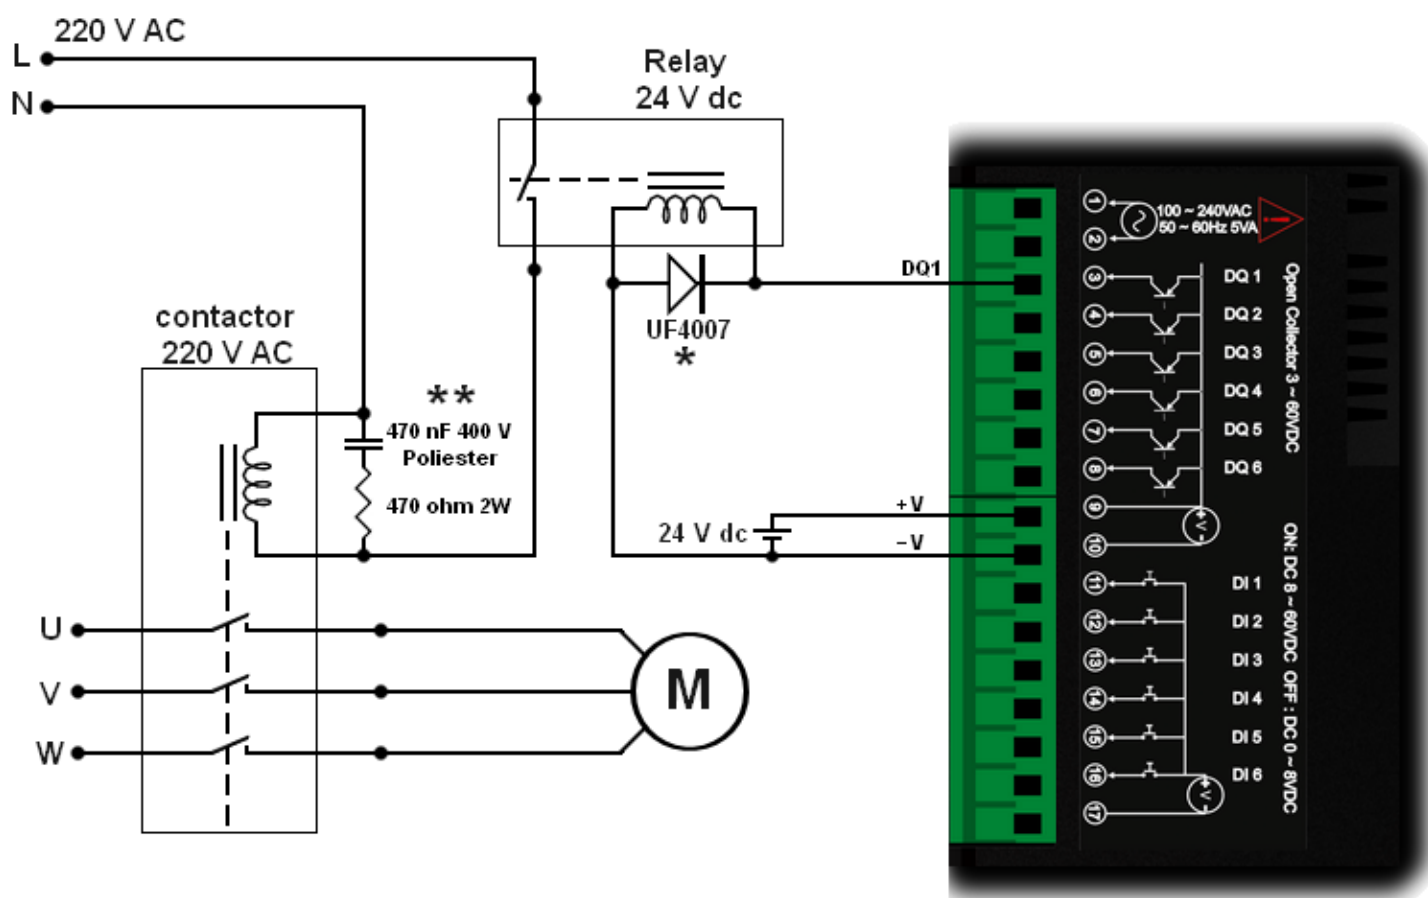 220 V AC
L
N
Relay
24 V dc
DQ1
UF4007
*
contactor
220 V AC
**
470 nF 400 V
Poliester
470 ohm 2W
+V
24 V dc
-V
U
V
W
M
1
2
100 ~ 240VAC
50 ~ 60Hz 5VA
!
3
DQ 1
4
DQ 2
5
DQ 3
6
DQ 4
7
DQ 5
8
DQ 6
9
10
+
V
-
Open Collector 3 ~ 60VDC
11
DI 1
12
DI 2
13
DI 3
14
DI 4
15
DI 5
16
DI 6
17
+
V
-
ON: DC 8 ~ 60VDC OFF : DC 0 ~ 8VDC